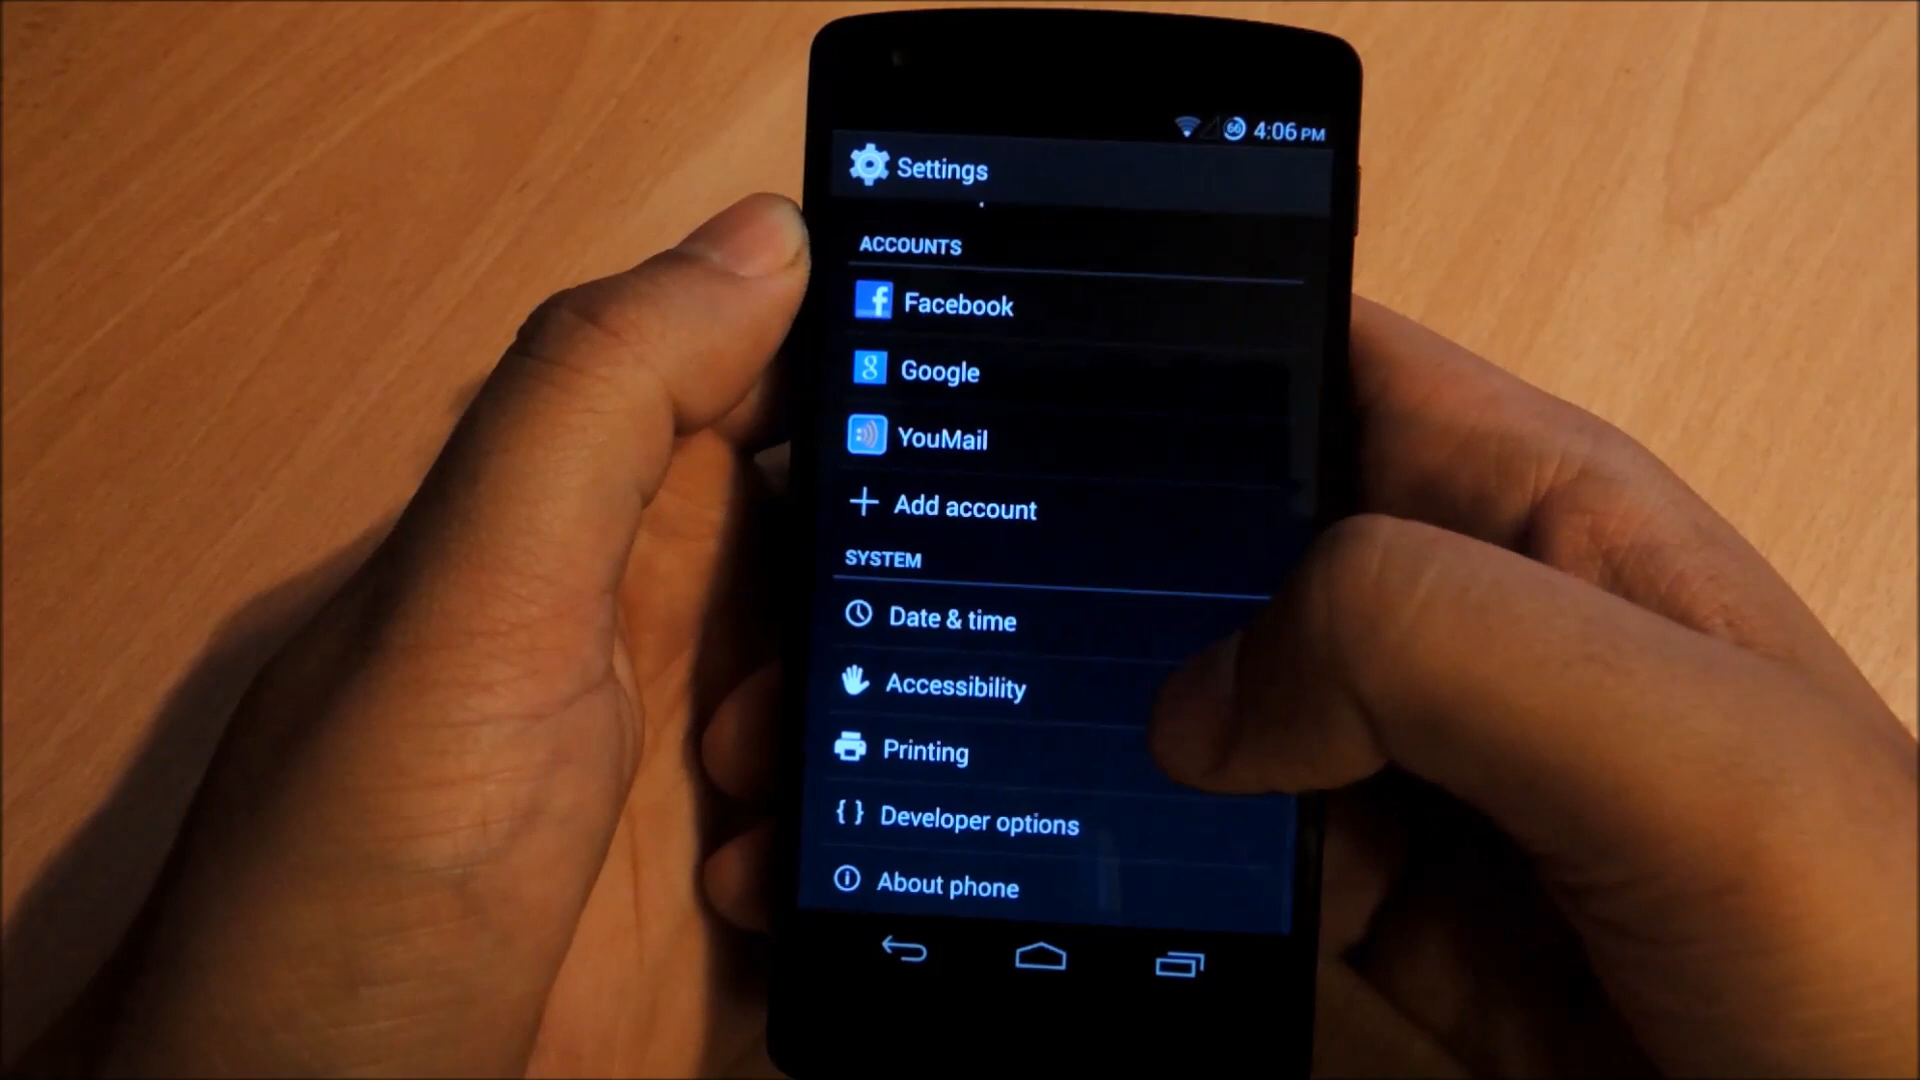 66 4:06 PM
Settings
ACCOUNTS
f Facebook
g Google
YouMail
+ Add account
SYSTEM
Date & time
Accessibility
Printing
{ } Developer options
About phone